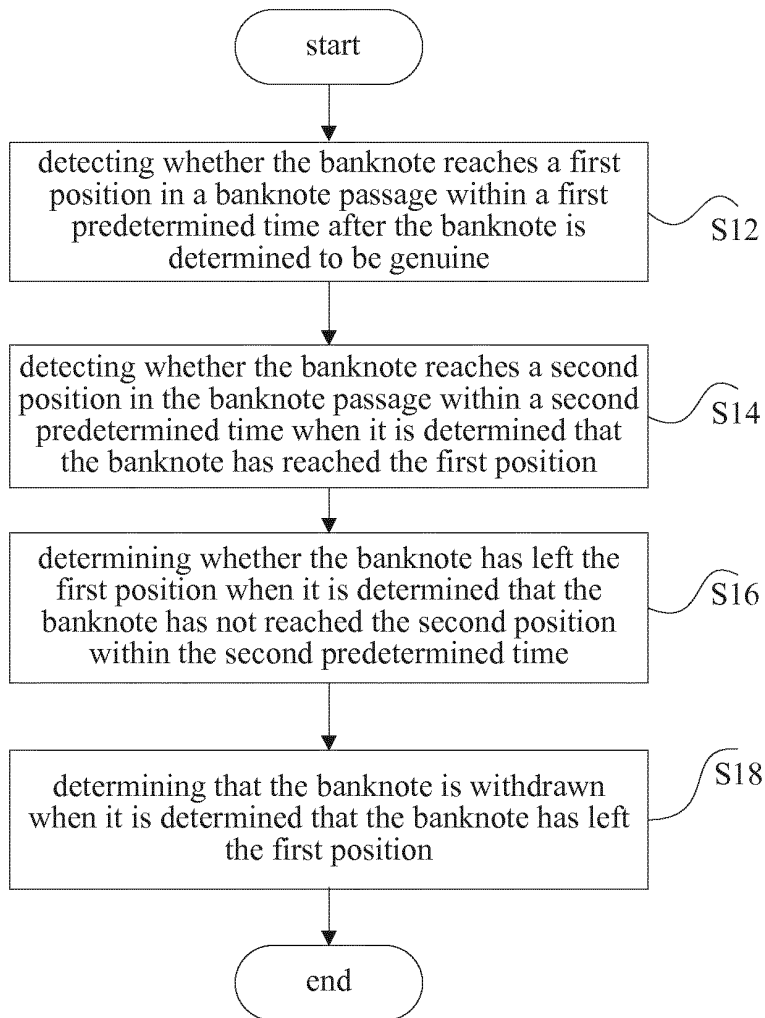 start
detecting whether the banknote reaches a first
position in a banknote passage within a first
predetermined time after the banknote is
determined to be genuine
S12
detecting whether the banknote reaches a second
position in the banknote passage within a second
predetermined time when it is determined that
the banknote has reached the first position
S14
determining whether the banknote has left the
first position when it is determined that the
banknote has not reached the second position
within the second predetermined time
S16
determining that the banknote is withdrawn
when it is determined that the banknote has left
the first position
S18
end